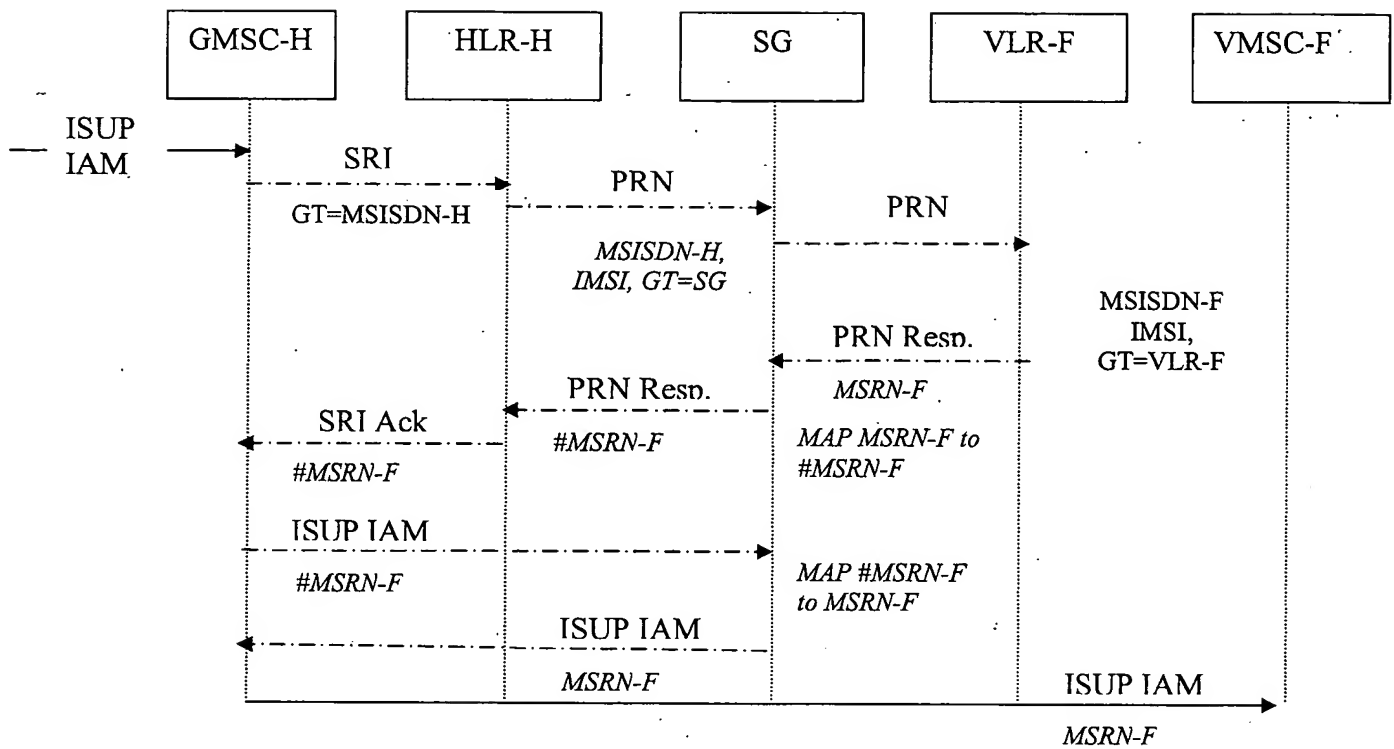 GMSC-H
HLR-H
SG
VLR-F
VMSC-F
ISUP
IAM
SRI
GT=MSISDN-H
PRN
MSISDN-H,
IMSI, GT=SG
PRN
MSISDN-F
IMSI,
GT=VLR-F
PRN Resp.
MSRN-F
PRN Resp.
#MSRN-F
MAP MSRN-F to
#MSRN-F
SRI Ack
#MSRN-F
ISUP IAM
#MSRN-F
MAP #MSRN-F
to MSRN-F
ISUP IAM
MSRN-F
ISUP IAM
MSRN-F